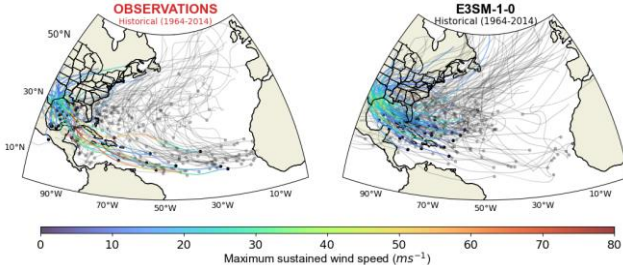 OBSERVATIONS
Historical (1964-2014)
E3SM-1-0
Historical (1964-2014)
50°N
30°N
10°N
90°W
70°W
50°W
30°W
10°W
90°W
70°W
50°W
30°W
10°W
0 10 20 30 40 50 60 70 80
Maximum sustained wind speed (ms⁻¹)